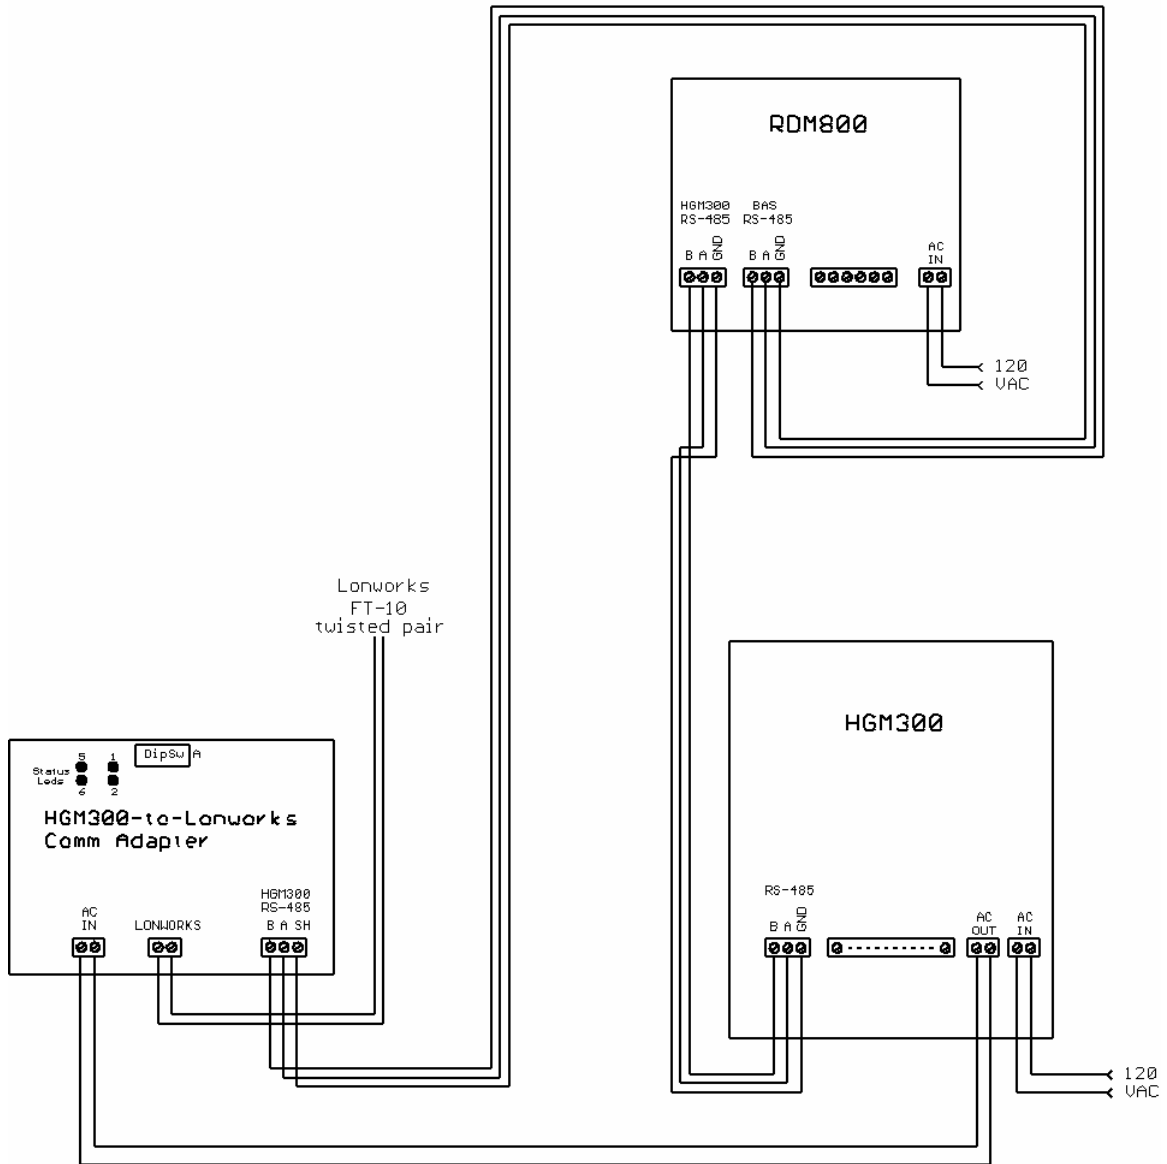 RDM800
HGM300 BAS
RS-485 RS-485
B A GND B A GND
AC
IN
120
VAC
Lonworks
FT-10
twisted pair
HGM300
5 1 DipSw A
Status
Leds
6 2
HGM300-to-Lonworks
Comm Adapter
HGM300
RS-485
AC
IN LONWORKS B A SH
RS-485
B A GND
AC AC
OUT IN
120
VAC